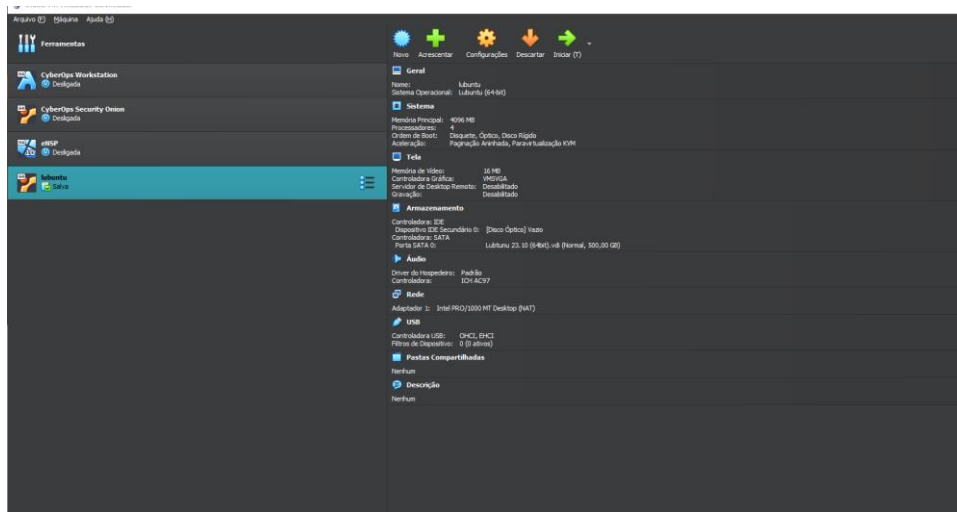 Arquivo (F) Máquina Ajuda (H)
Ferramentas
CyberOps Workstation
Desligada
CyberOps Security Onion
Desligada
eNSP
Desligada
lubuntu
Salva
Novo Acrescentar Configurações Descartar Iniciar (T)
Geral
Nome: lubuntu
Sistema Operacional: Lubuntu (64-bit)
Sistema
Memória Principal: 4096 MB
Processadores: 4
Ordem de Boot: Disquete, Óptico, Disco Rígido
Aceleração: Paginação Aninhada, Paravirtualização KVM
Tela
Memória de Vídeo: 16 MB
Controladora Gráfica: VMSVGA
Servidor de Desktop Remoto: Desabilitado
Gravação: Desabilitado
Armazenamento
Controladora: IDE
Dispositivo IDE Secundário 0: [Disco Óptico] Vazio
Controladora: SATA
Porta SATA 0: Lubtunu 23.10 (64bit).vdi (Normal, 500,00 GB)
Áudio
Driver do Hospedeiro: Padrão
Controladora: ICH AC97
Rede
Adaptador 1: Intel PRO/1000 MT Desktop (NAT)
USB
Controladora USB: OHCI, EHCI
Filtros de Dispositivo: 0 (0 ativos)
Pastas Compartilhadas
Nenhum
Descrição
Nenhum